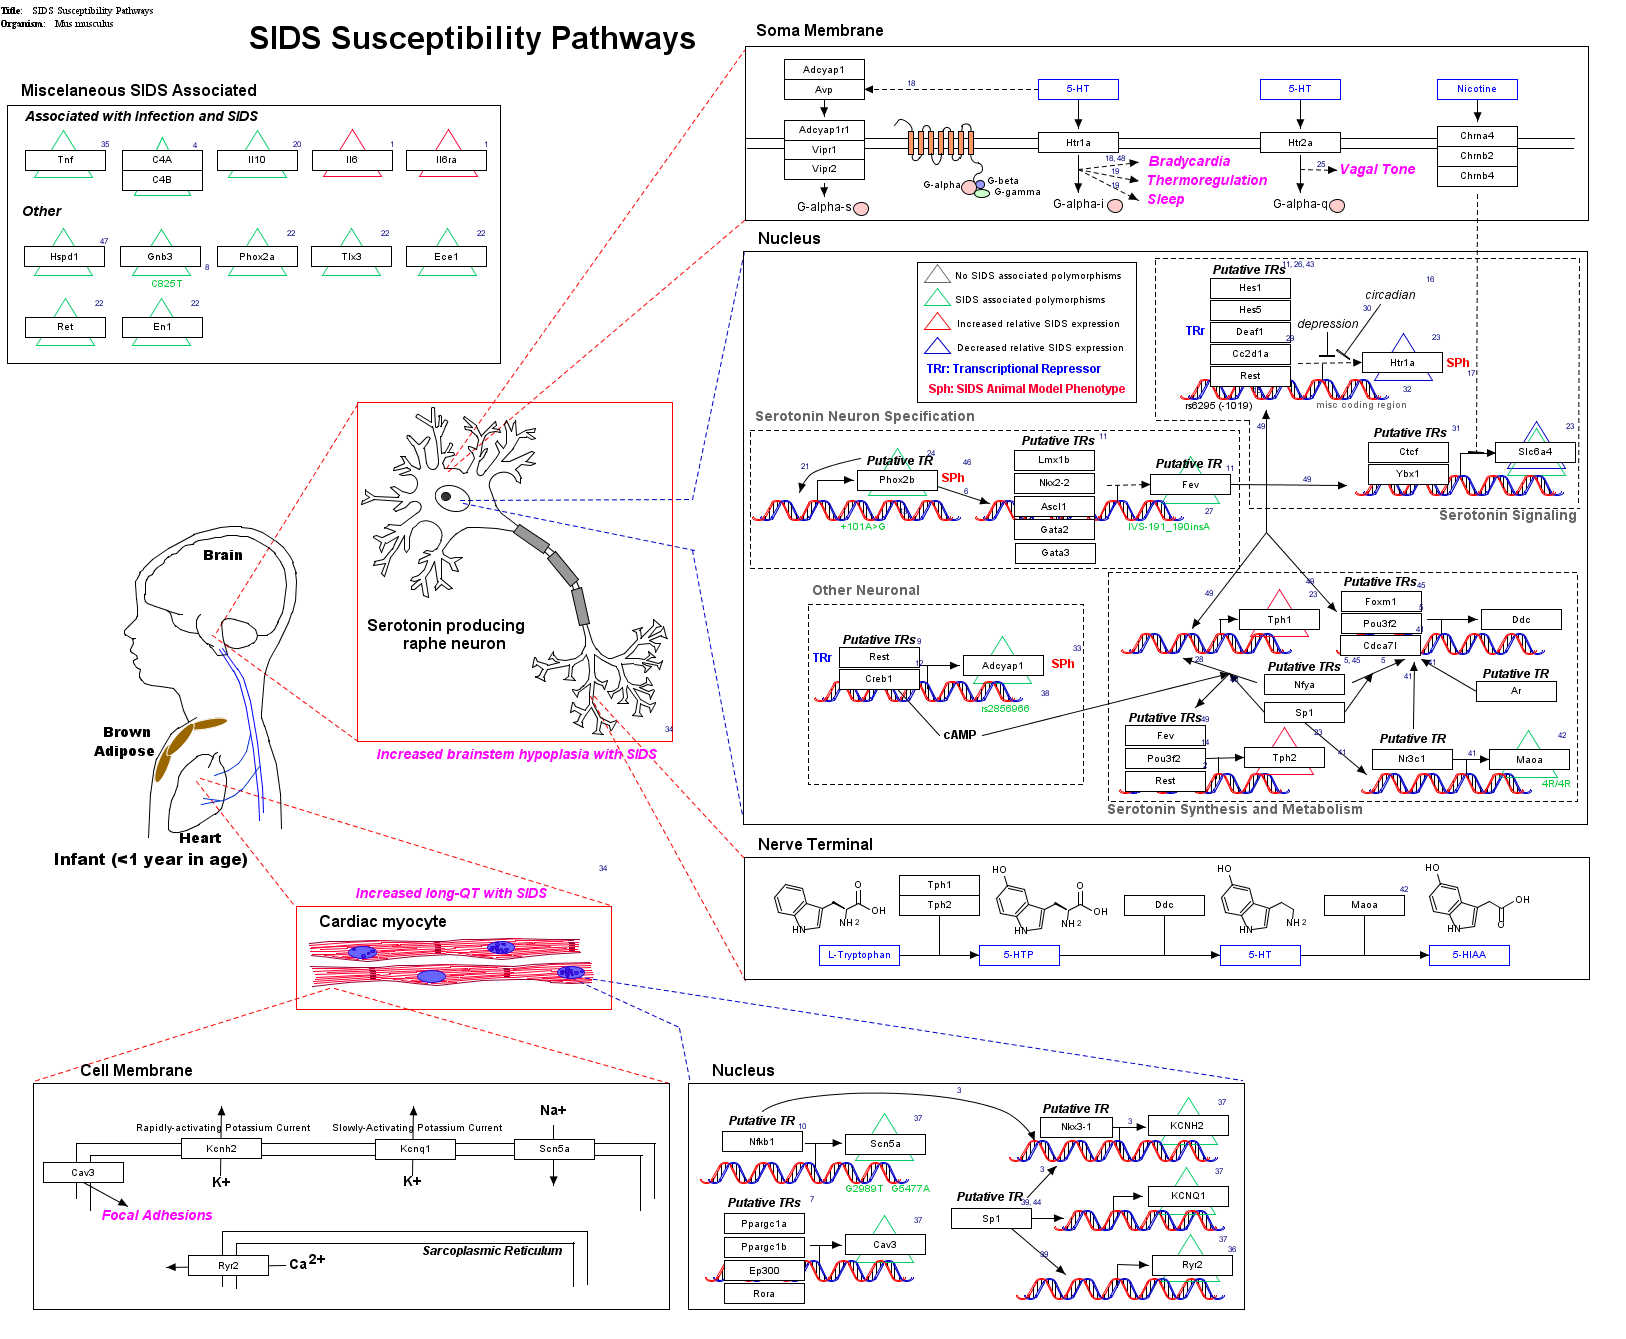 Title: SIDS Susceptibility Pathways
Organism: Mus musculus
SIDS Susceptibility Pathways
Miscelaneous SIDS Associated
Associated with Infection and SIDS
Tnf 35
C4A 4
C4B
Il10 20
Il6 1
Il6ra 1
Other
Hspd1 47
Gnb3 8
C825T
Phox2a 22
Tlx3 22
Ece1 22
Ret 22
En1 22
Soma Membrane
Adcyap1
Avp
18
5-HT
5-HT
Nicotine
Adcyap1r1
Vipr1
Vipr2
Htr1a
Htr2a
Chrna4
Chrnb2
Chrnb4
G-alpha
G-beta
G-gamma
18, 48
19
19
Bradycardia
Thermoregulation
Sleep
25
Vagal Tone
G-alpha-s
G-alpha-i
G-alpha-q
Nucleus
No SIDS associated polymorphisms
SIDS associated polymorphisms
Increased relative SIDS expression
Decreased relative SIDS expression
TRr: Transcriptional Repressor
Sph: SIDS Animal Model Phenotype
Putative TRs
11, 26, 43
Hes1
Hes5
TRr
Deaf1
29
Cc2d1a
Rest
rs6295 (-1019)
misc coding region
depression
circadian
30
16
23
Htr1a
SPh
32
17
Putative TRs
31
Ctcf
Ybx1
23
Slc6a4
Serotonin Signaling
Serotonin Neuron Specification
21
Putative TR
24
Phox2b
46
SPh
6
+101A>G
Putative TRs
11
Lmx1b
Nkx2-2
Ascl1
Gata2
Gata3
Putative TR
11
Fev
27
IVS-191_190insA
49
49
Other Neuronal
Putative TRs
9
TRr
Rest
12
Creb1
Adcyap1
SPh
33
38
rs2856966
cAMP
49
49
23
Tph1
28
Putative TRs
45
Foxm1
5
Pou3f2
41
Cdca7l
Ddc
5, 45
5
41
41
Putative TRs
Nfya
Sp1
Putative TR
Ar
Putative TRs
49
Fev
14
Pou3f2
2
Rest
23
Tph2
41
Putative TR
Nr3c1
41
42
Maoa
4R/4R
Serotonin Synthesis and Metabolism
Brain
Brown
Adipose
Heart
Infant (<1 year in age)
Serotonin producing
raphe neuron
34
Increased brainstem hypoplasia with SIDS
34
Increased long-QT with SIDS
Cardiac myocyte
Nerve Terminal
O
OH
NH2
HN
Tph1
Tph2
HO
O
OH
NH2
HN
Ddc
HO
NH2
HN
Maoa
42
HO
OH
O
HN
L-Tryptophan
5-HTP
5-HT
5-HIAA
Cell Membrane
Na+
Rapidly-activating Potassium Current
Slowly-Activating Potassium Current
Kcnh2
Kcnq1
Scn5a
Cav3
K+
K+
Focal Adhesions
Sarcoplasmic Reticulum
Ryr2
Ca2+
Nucleus
3
Putative TR
10
Nfkb1
37
Scn5a
G2989T G5477A
Putative TR
Nkx3-1
3
37
KCNH2
3
Putative TR
39, 44
Sp1
39
37
KCNQ1
37
36
Ryr2
Putative TRs
7
Ppargc1a
Ppargc1b
Ep300
Rora
37
Cav3